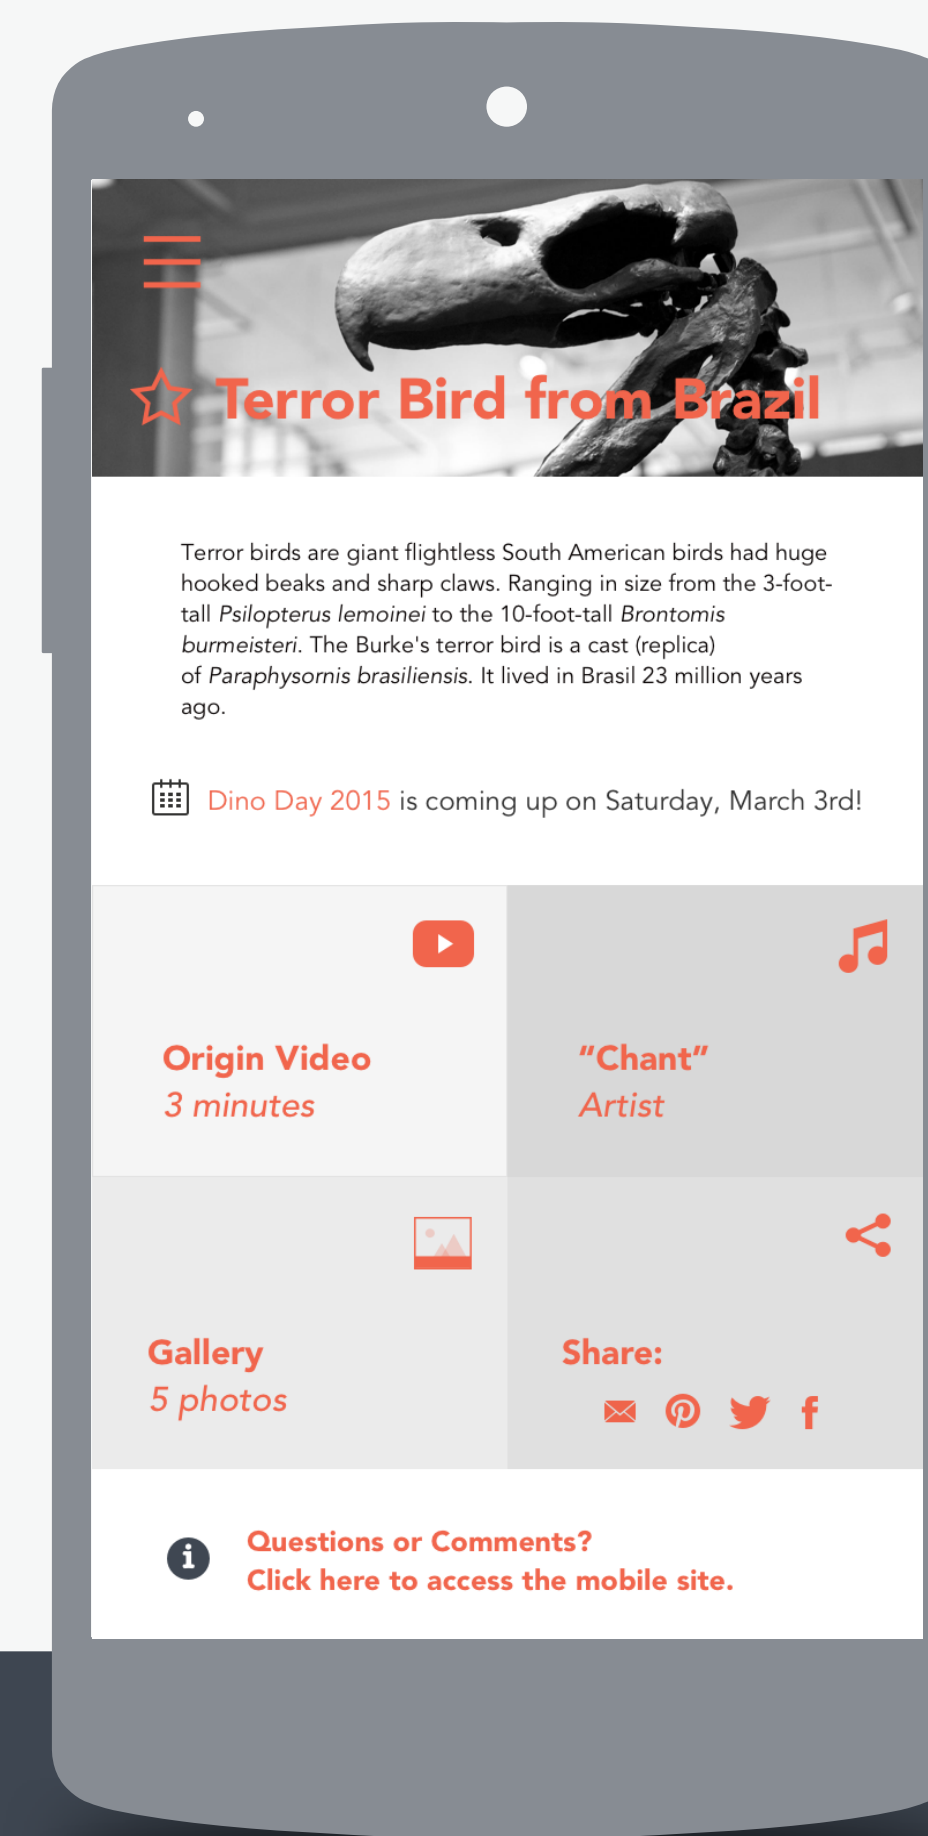 Terror Bird from Brazil
Terror birds are giant flightless South American birds had huge
hooked beaks and sharp claws. Ranging in size from the 3-foot-
tall Psilopterus lemoinei to the 10-foot-tall Brontomis
burmeisteri. The Burke's terror bird is a cast (replica)
of Paraphysornis brasiliensis. It lived in Brasil 23 million years
ago.
Dino Day 2015 is coming up on Saturday, March 3rd!
Origin Video
3 minutes
“Chant”
Artist
Gallery
5 photos
Share:
Questions or Comments?
Click here to access the mobile site.